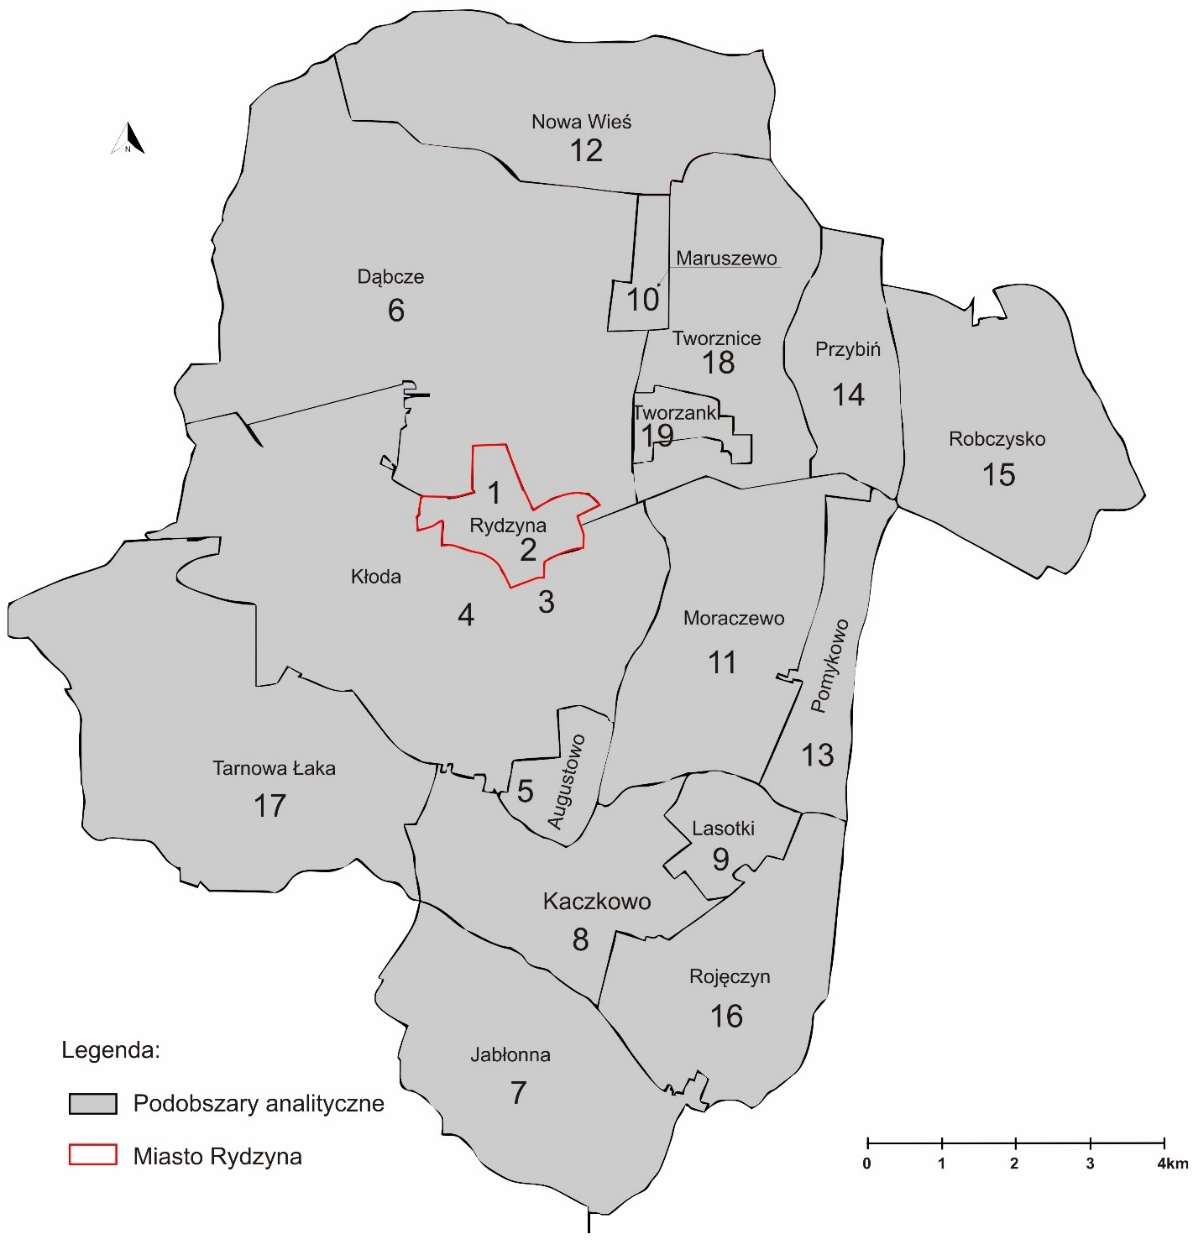 Nowa Wieś
12
N
Maruszewo
Dąbcze
6
10
Tworznice
18
Przybiń
14
Tworzank
19
Robczysko
15
1
Rydzyna
2
Kłoda
3
4
Moraczewo
11
Pomykowo
13
Tarnowa Łaka
17
Augustowo
5
Lasotki
9
Kaczkowo
8
Rojęczyn
16
Jabłonna
7
Legenda:
Podobszary analityczne
Miasto Rydzyna
0 1 2 3 4km